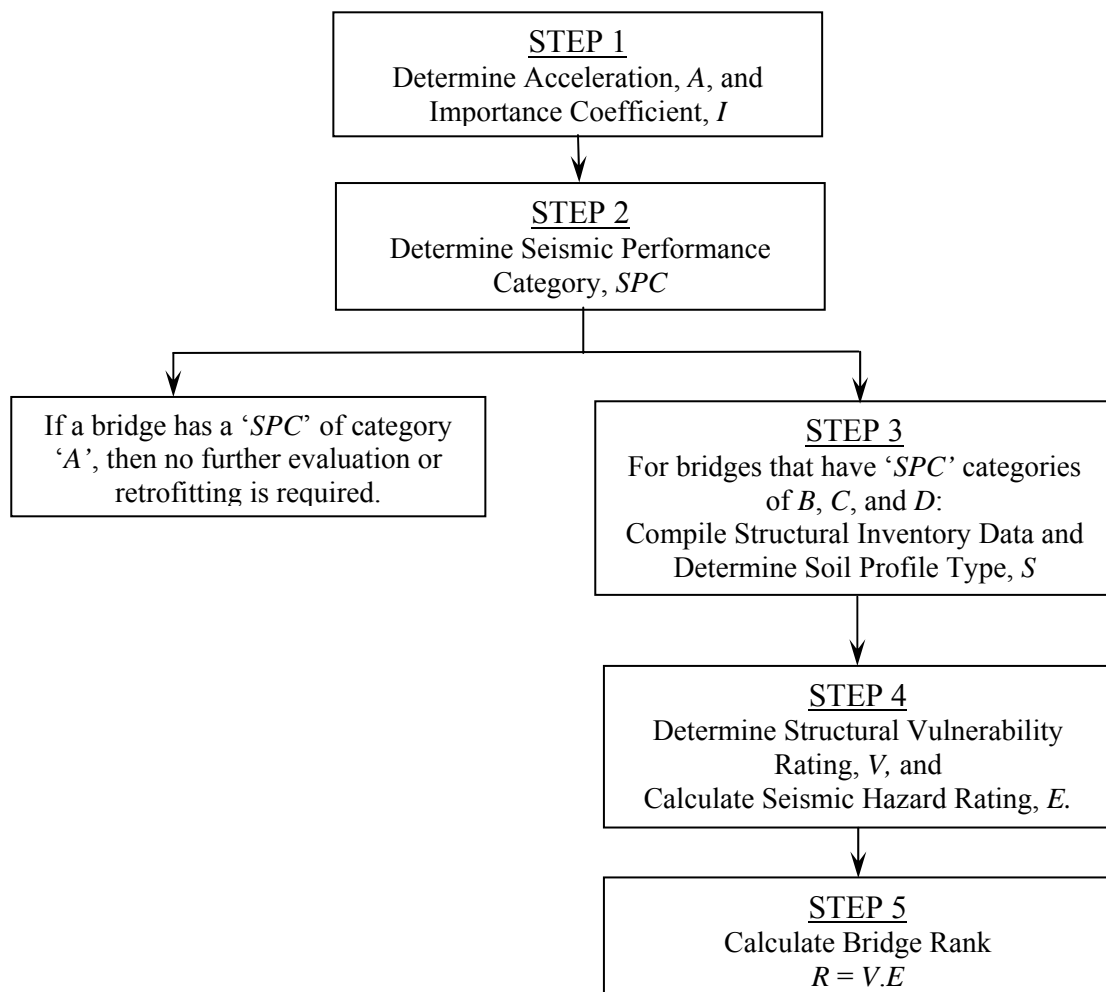 STEP 1
Determine Acceleration, A, and
Importance Coefficient, I
STEP 2
Determine Seismic Performance
Category, SPC
If a bridge has a ‘SPC’ of category
‘A’, then no further evaluation or
retrofitting is required.
STEP 3
For bridges that have ‘SPC’ categories
of B, C, and D:
Compile Structural Inventory Data and
Determine Soil Profile Type, S
STEP 4
Determine Structural Vulnerability
Rating, V, and
Calculate Seismic Hazard Rating, E.
STEP 5
Calculate Bridge Rank
R = V.E